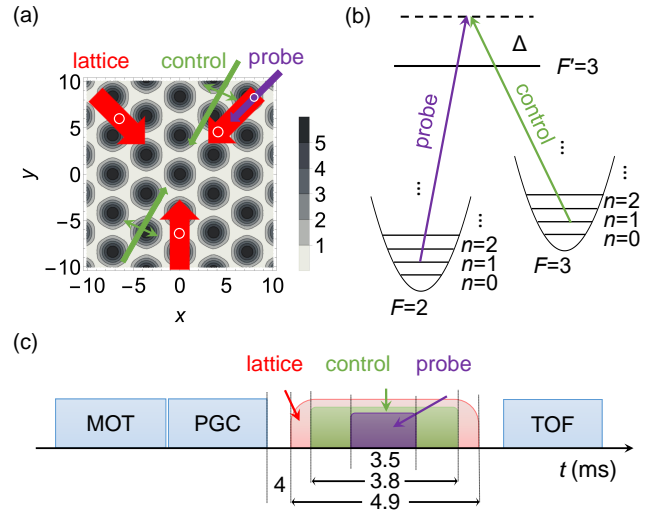 (a)
lattice
control
probe
10
5
0
−5
−10
y
−10
−5
0
5
10
x
5
4
3
2
1
(b)
Δ
F'=3
probe
control
...
...
...
...
n=2
n=1
n=0
F=2
n=2
n=1
n=0
F=3
(c)
lattice
control
probe
MOT
PGC
TOF
t (ms)
4
3.5
3.8
4.9